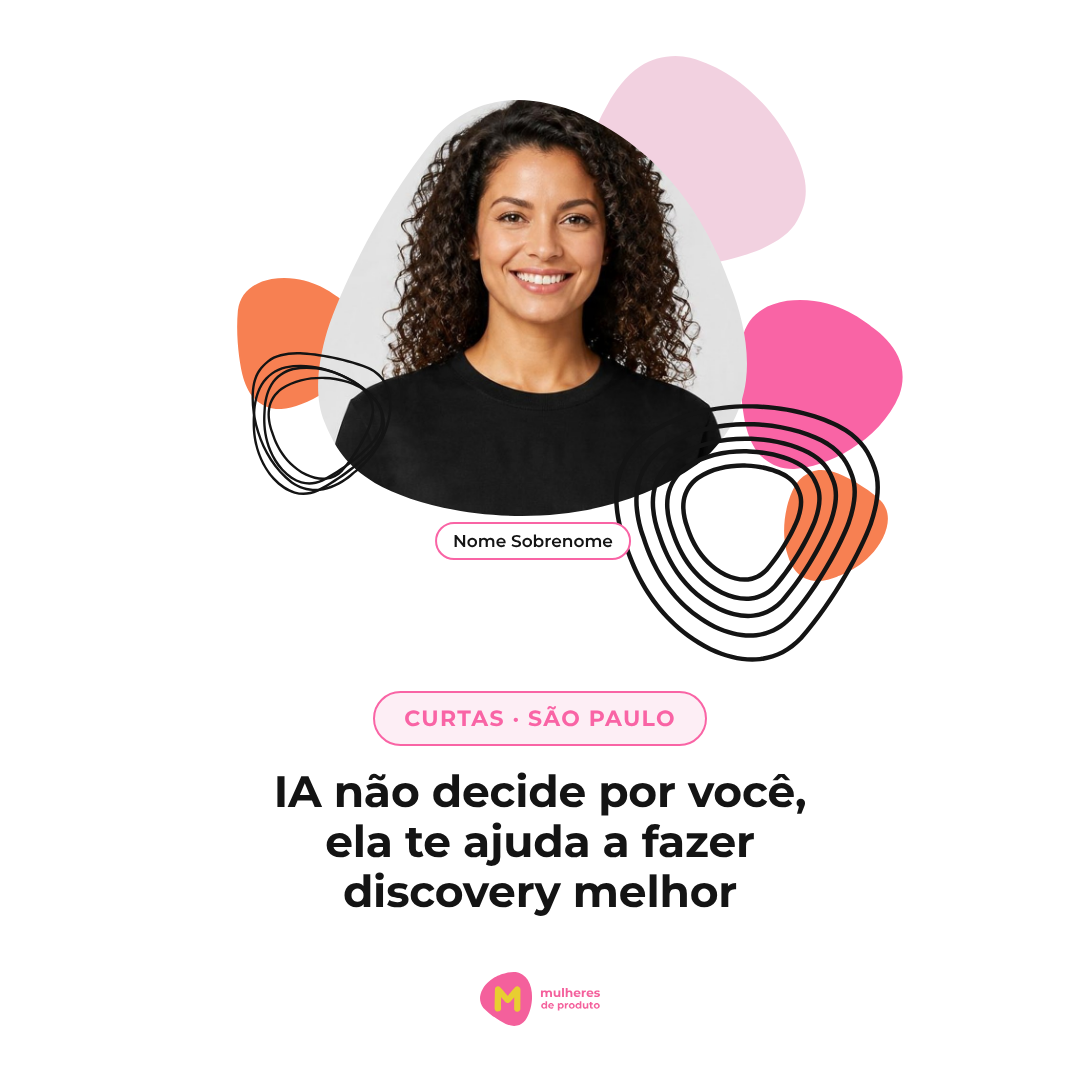 Nome Sobrenome
CURTAS · SÃO PAULO
IA não decide por você,
ela te ajuda a fazer
discovery melhor
M
mulheres
de produto